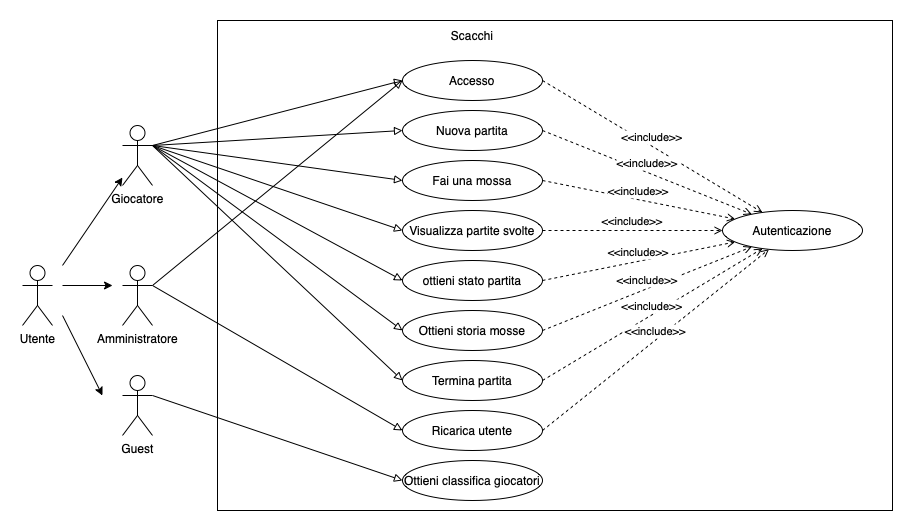 Scacchi
Accesso
Nuova partita
<<include>>
<<include>>
Fai una mossa
<<include>>
Giocatore
Visualizza partite svolte
<<include>>
Autenticazione
<<include>>
ottieni stato partita
<<include>>
<<include>>
Utente
Amministratore
Ottieni storia mosse
<<include>>
Termina partita
Ricarica utente
Guest
Ottieni classifica giocatori